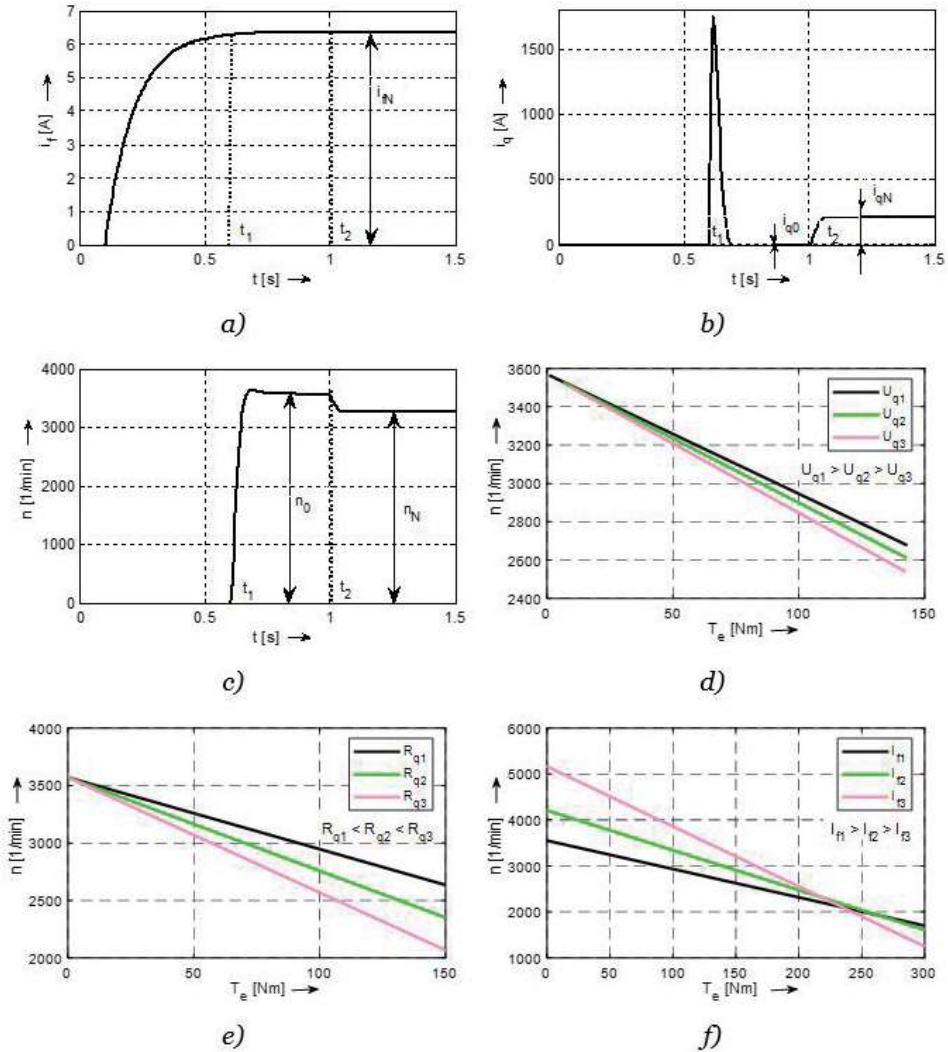 7
6
5
4
3
2
1
0
i_f [A]
i_fN
t_1
t_2
0
0.5
1
1.5
t [s]
a)
1500
1000
500
0
i_q [A]
i_qN
i_q0
t_1
t_2
0
0.5
1
1.5
t [s]
b)
4000
3000
2000
1000
0
n [1/min]
n_0
n_N
t_1
t_2
0
0.5
1
1.5
t [s]
c)
3600
3400
3200
3000
2800
2600
2400
n [1/min]
U_q1
U_q2
U_q3
U_q1 > U_q2 > U_q3
0
50
100
150
T_e [Nm]
d)
4000
3500
3000
2500
2000
n [1/min]
R_q1
R_q2
R_q3
R_q1 < R_q2 < R_q3
0
50
100
150
T_e [Nm]
e)
6000
5000
4000
3000
2000
1000
n [1/min]
I_f1
I_f2
I_f3
I_f1 > I_f2 > I_f3
0
50
100
150
200
250
300
T_e [Nm]
f)